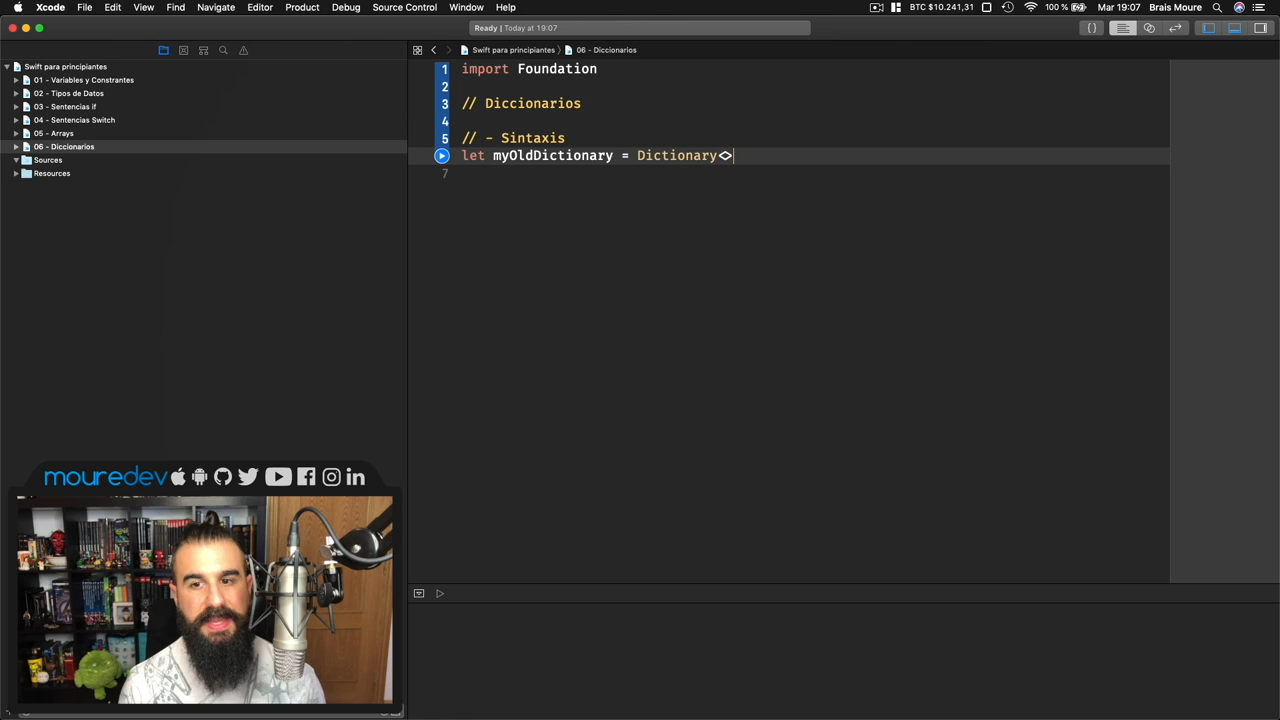 Xcode File Edit View Find Navigate Editor Product Debug Source Control Window Help
BTC $10.241,31 100 % Mar 19:07 Brais Moure
Ready | Today at 19:07
Swift para principiantes
01 - Variables y Constrantes
02 - Tipos de Datos
03 - Sentencias if
04 - Sentencias Switch
05 - Arrays
06 - Diccionarios
Sources
Resources
Swift para principiantes 06 - Diccionarios
1 import Foundation
2
3 // Diccionarios
4
5 // - Sintaxis
let myOldDictionary = Dictionary<>
7
mouredev